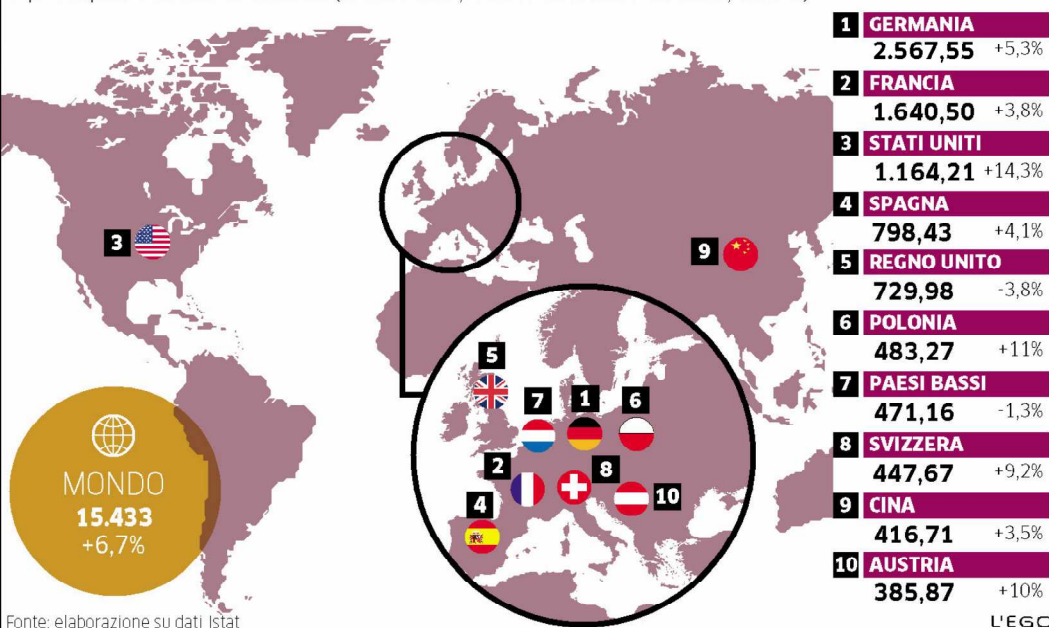 1 GERMANIA
2.567,55 +5,3%
2 FRANCIA
1.640,50 +3,8%
3 STATI UNITI
1.164,21 +14,3%
4 SPAGNA
798,43 +4,1%
5 REGNO UNITO
729,98 -3,8%
6 POLONIA
483,27 +11%
7 PAESI BASSI
471,16 -1,3%
8 SVIZZERA
447,67 +9,2%
9 CINA
416,71 +3,5%
10 AUSTRIA
385,87 +10%
3
9
5
7
1
6
2
8
4
10
MONDO
15.433
+6,7%
Fonte: elaborazione su dati Istat
L'EGO